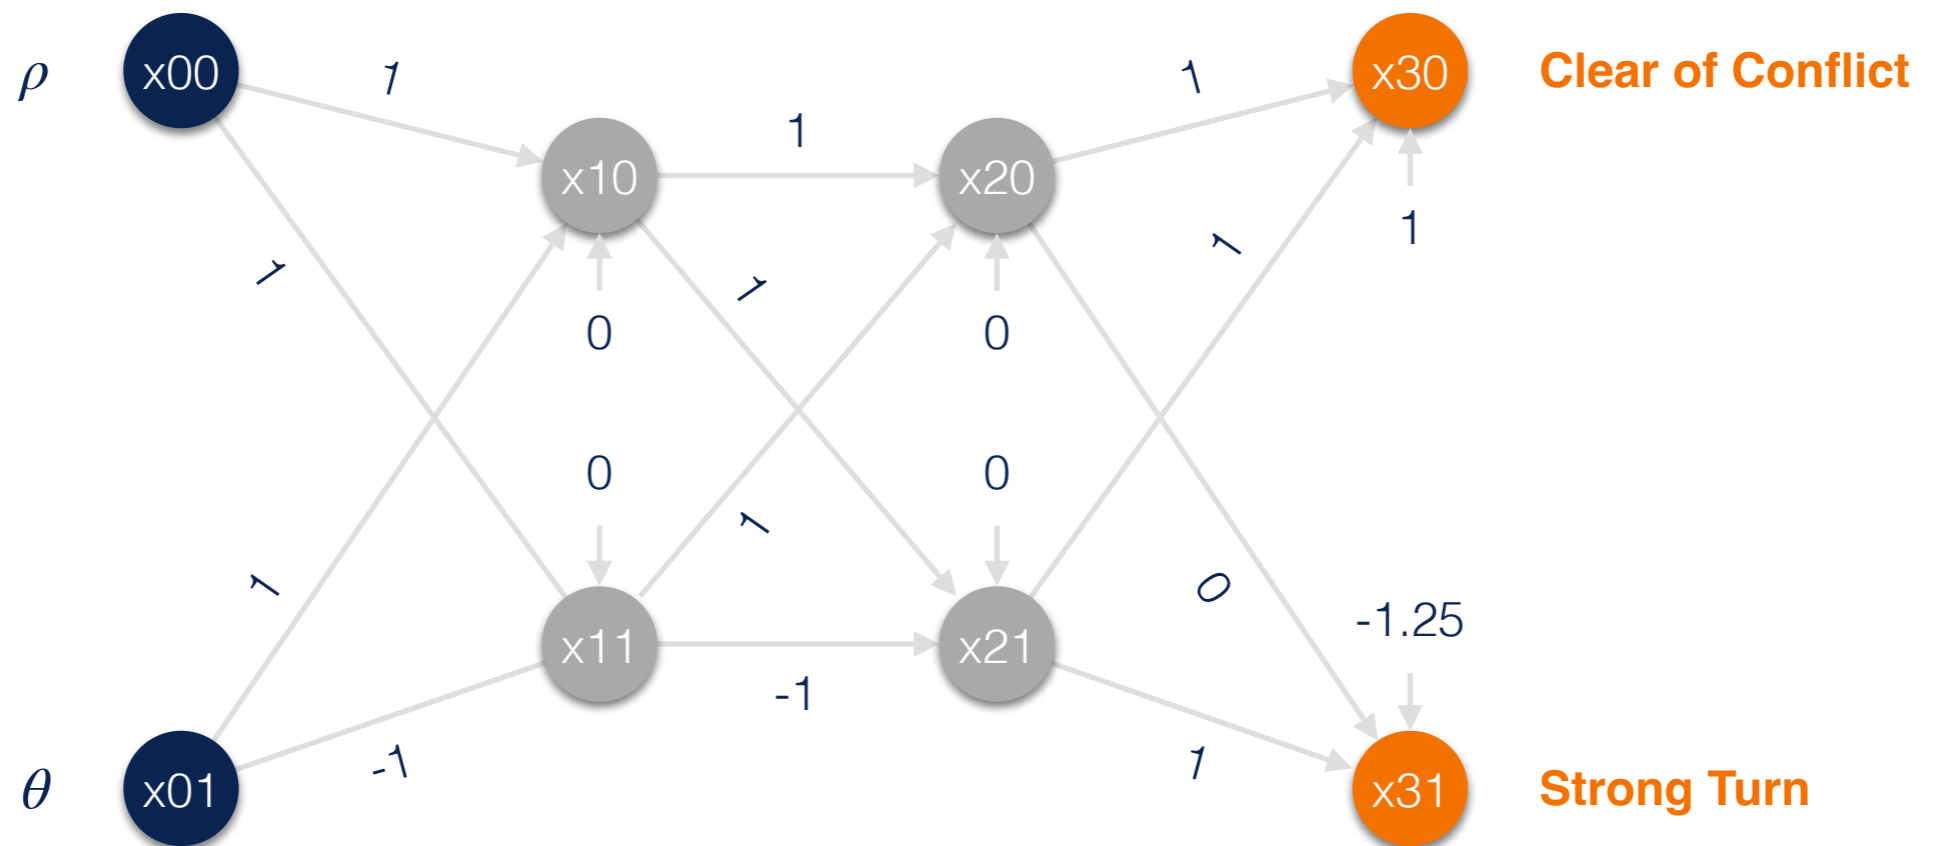 ρ x00 1 x30 Clear of Conflict
1
1
x10 x20
1 1 1 1
0 0
0 0
1
1 0
-1.25
x11 x21
-1
-1 1
θ x01 x31 Strong Turn